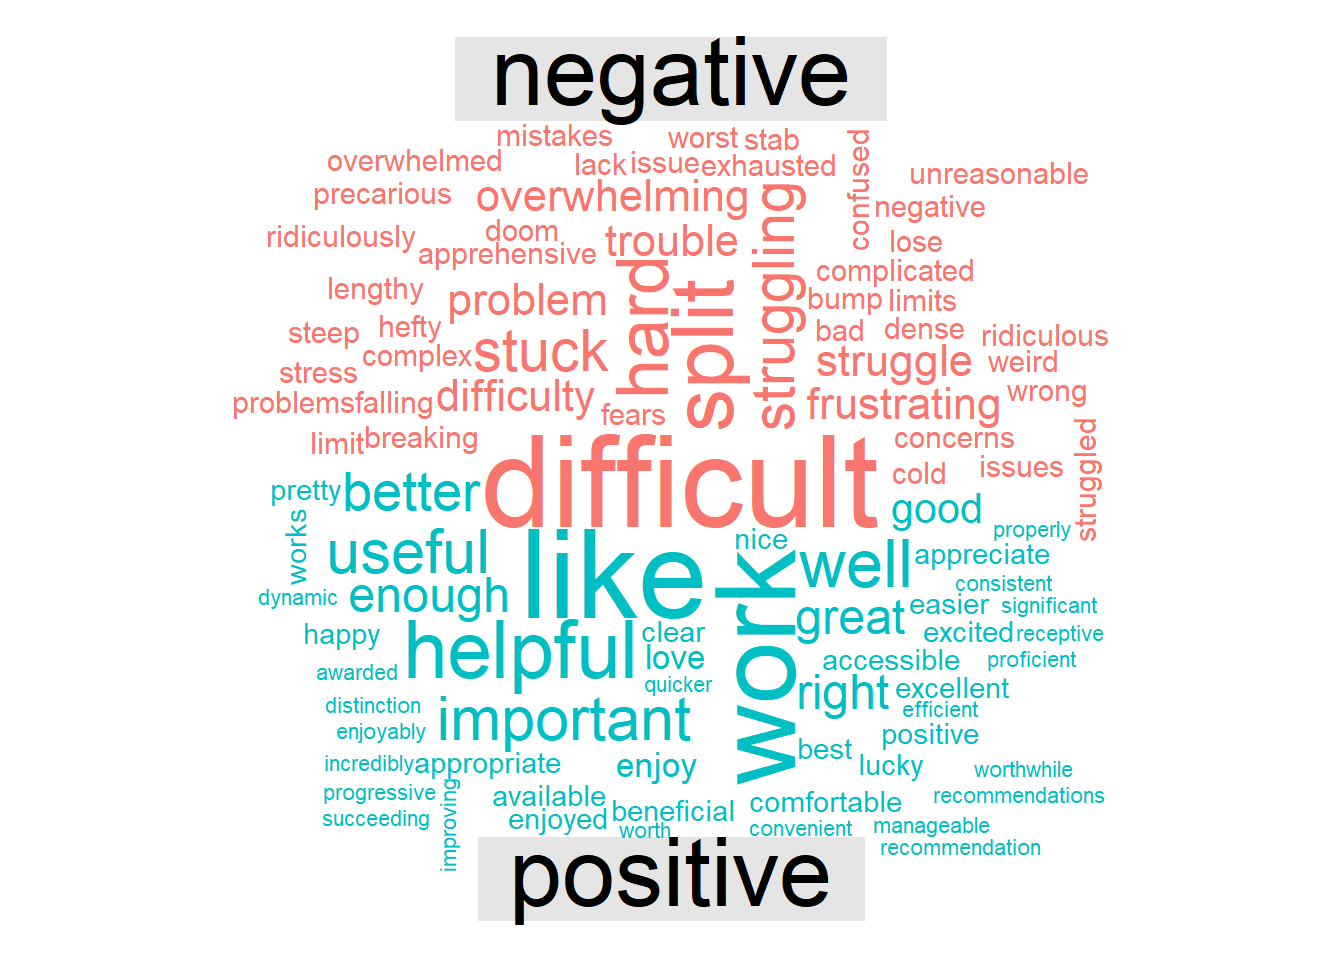 negative
mistakes
worst
stab
confused
overwhelmed
lack
issue
exhausted
unreasonable
precarious
overwhelming
struggling
negative
ridiculously
doom
trouble
lose
apprehensive
hard
complicated
lengthy
problem
split
bump
limits
steep
hefty
bad
dense
ridiculous
complex
stuck
struggle
weird
stress
difficulty
frustrating
wrong
problems
falling
fears
limit
breaking
difficult
concerns
struggled
cold
issues
pretty
better
good
works
useful
like
nice
work
well
properly
appreciate
dynamic
enough
consistent
great
easier
significant
happy
helpful
clear
excited
receptive
love
accessible
proficient
awarded
quicker
right
excellent
distinction
important
efficient
enjoyably
best
positive
incredibly
appropriate
enjoy
lucky
worthwhile
progressive
improving
available
beneficial
comfortable
recommendations
succeeding
enjoyed
worth
convenient
manageable
recommendation
positive